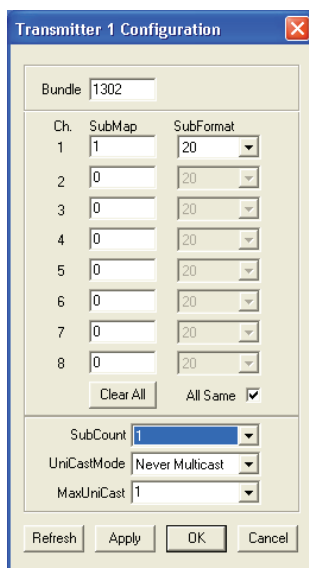 Transmitter 1 Configuration
Bundle 1302
Ch. SubMap SubFormat
1 1 20
2 0 20
3 0 20
4 0 20
5 0 20
6 0 20
7 0 20
8 0 20
Clear All All Same
SubCount 1
UniCastMode Never Multicast
MaxUniCast 1
Refresh Apply OK Cancel